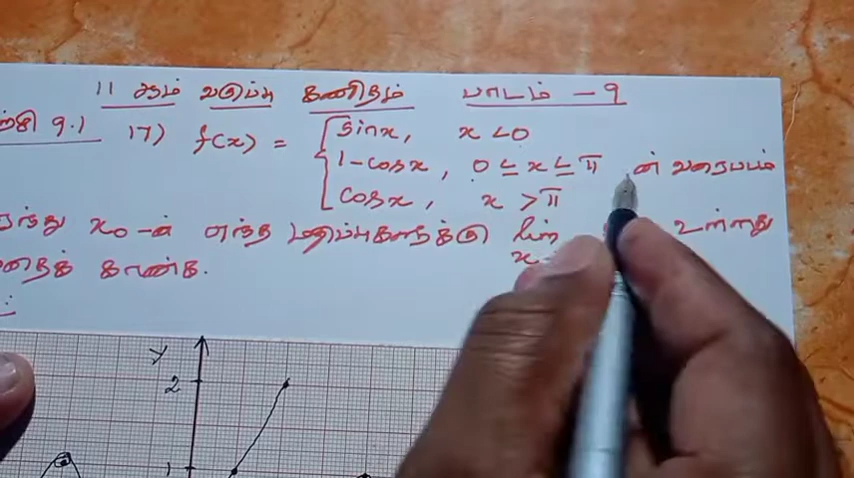 11 ஆம் வகுப்பு கணிதம் பாடம் - 9
9.1 17) f(x) = { sinx, x < 0
1-cosx, 0 ≤ x ≤ π ன் வரைபடம்
cosx, x > π
x₀-ன் எந்த மதிப்புகளுக்கு lim உள்ளது
x
காண்க.
:
y
2
1